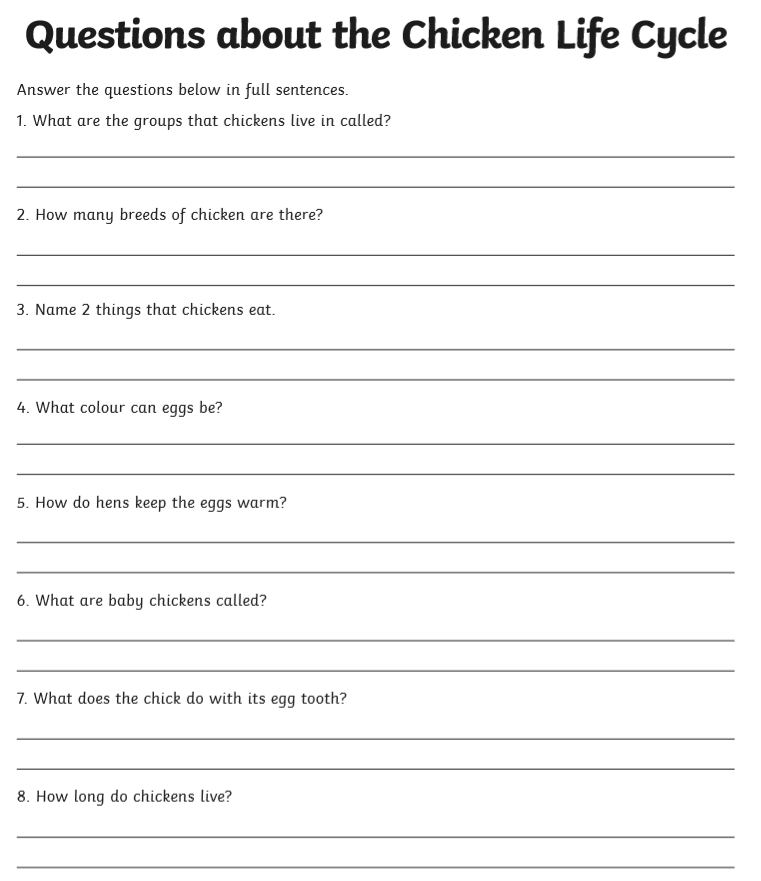 Questions about the Chicken Life Cycle
Answer the questions below in full sentences.
1. What are the groups that chickens live in called?
2. How many breeds of chicken are there?
3. Name 2 things that chickens eat.
4. What colour can eggs be?
5. How do hens keep the eggs warm?
6. What are baby chickens called?
7. What does the chick do with its egg tooth?
8. How long do chickens live?